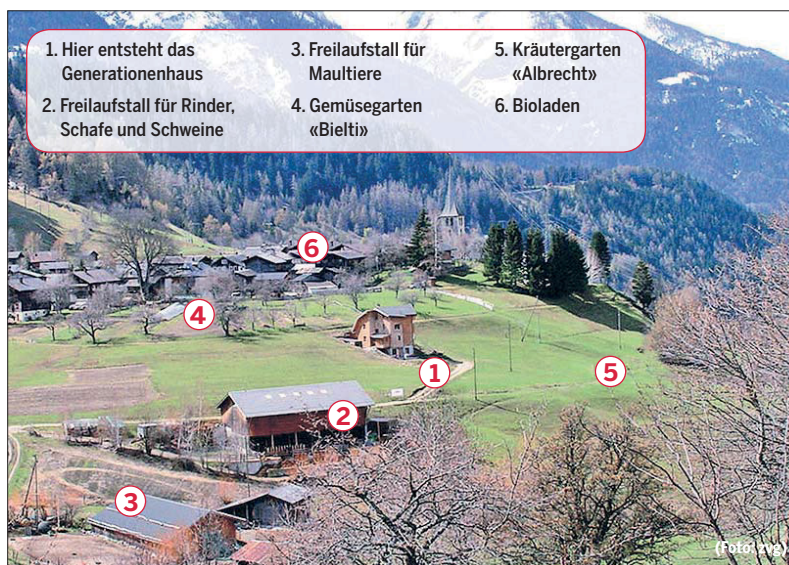 1. Hier entsteht das
Generationenhaus
2. Freilaufstall für Rinder,
Schafe und Schweine
3. Freilaufstall für
Maultiere
4. Gemüsegarten
«Bielti»
5. Kräutergarten
«Albrecht»
6. Bioladen
6
4
1
5
2
3
(Foto: zvg)